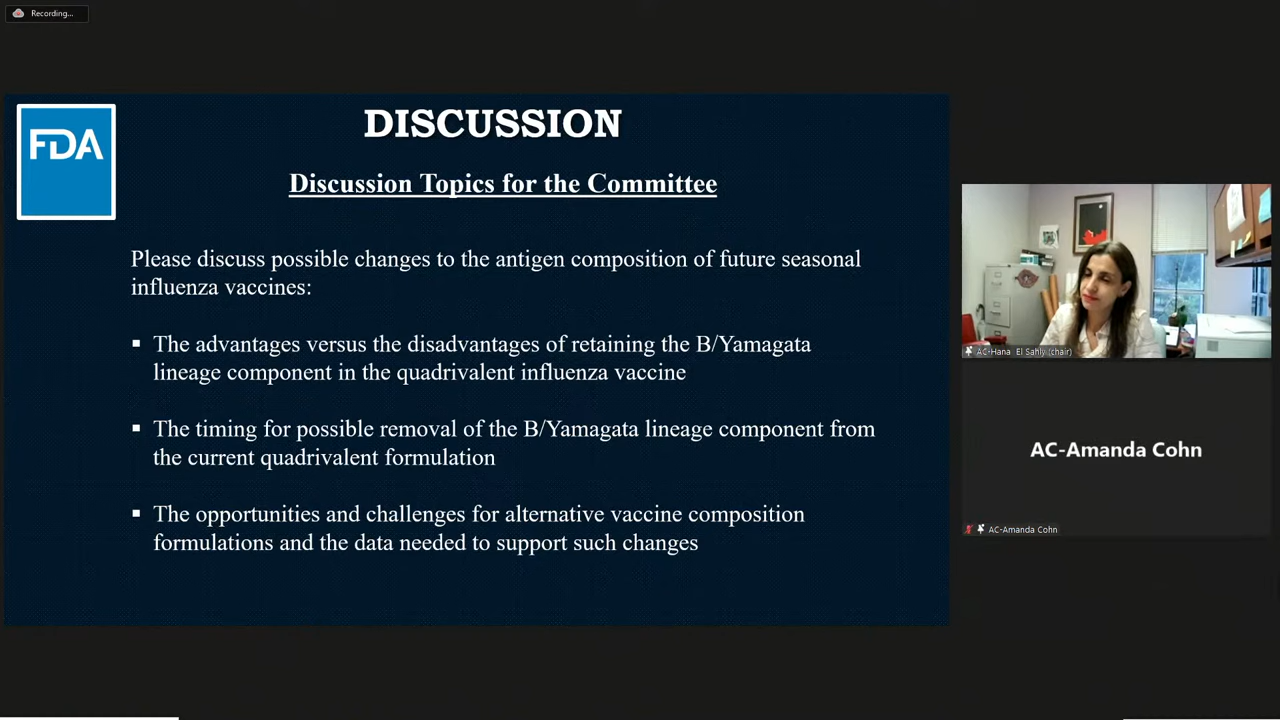 Recording...
FDA
DISCUSSION
Discussion Topics for the Committee
Please discuss possible changes to the antigen composition of future seasonal
influenza vaccines:
▪ The advantages versus the disadvantages of retaining the B/Yamagata
lineage component in the quadrivalent influenza vaccine
▪ The timing for possible removal of the B/Yamagata lineage component from
the current quadrivalent formulation
▪ The opportunities and challenges for alternative vaccine composition
formulations and the data needed to support such changes
AC-Hana El Sahly (chair)
AC-Amanda Cohn
AC-Amanda Cohn